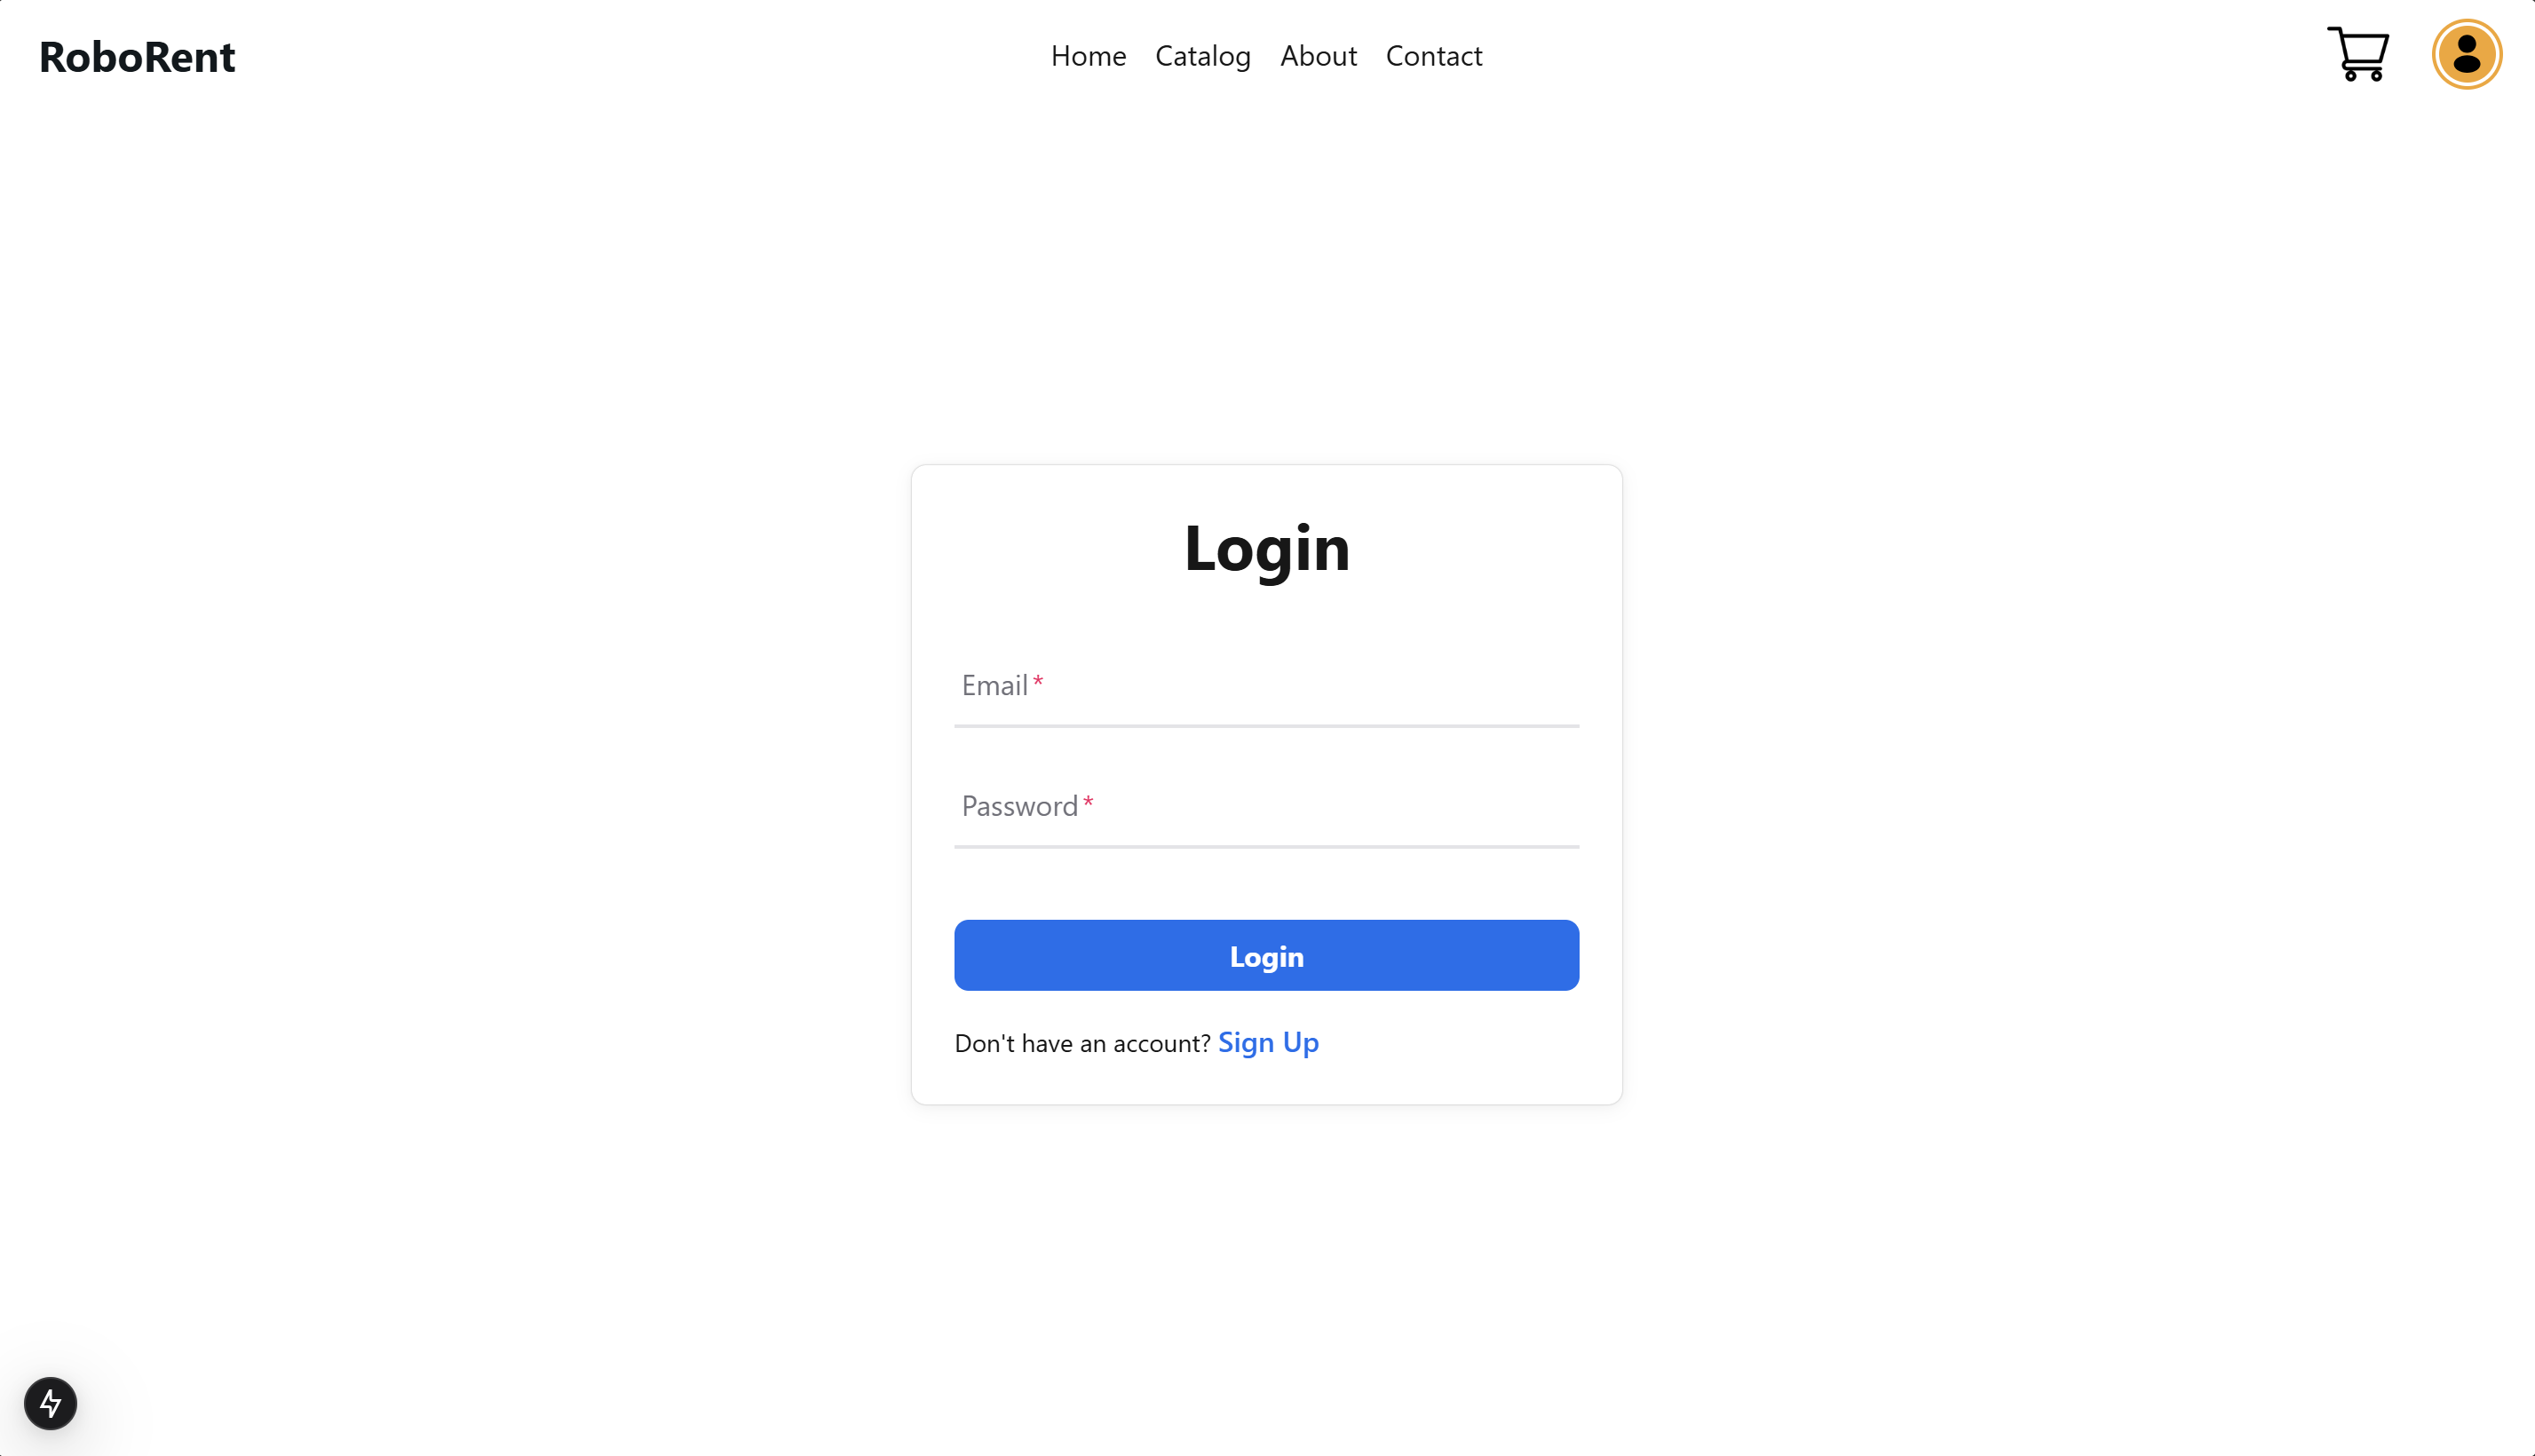 RoboRent
Home Catalog About Contact
Login
Email *
Password *
Login
Don't have an account? Sign Up